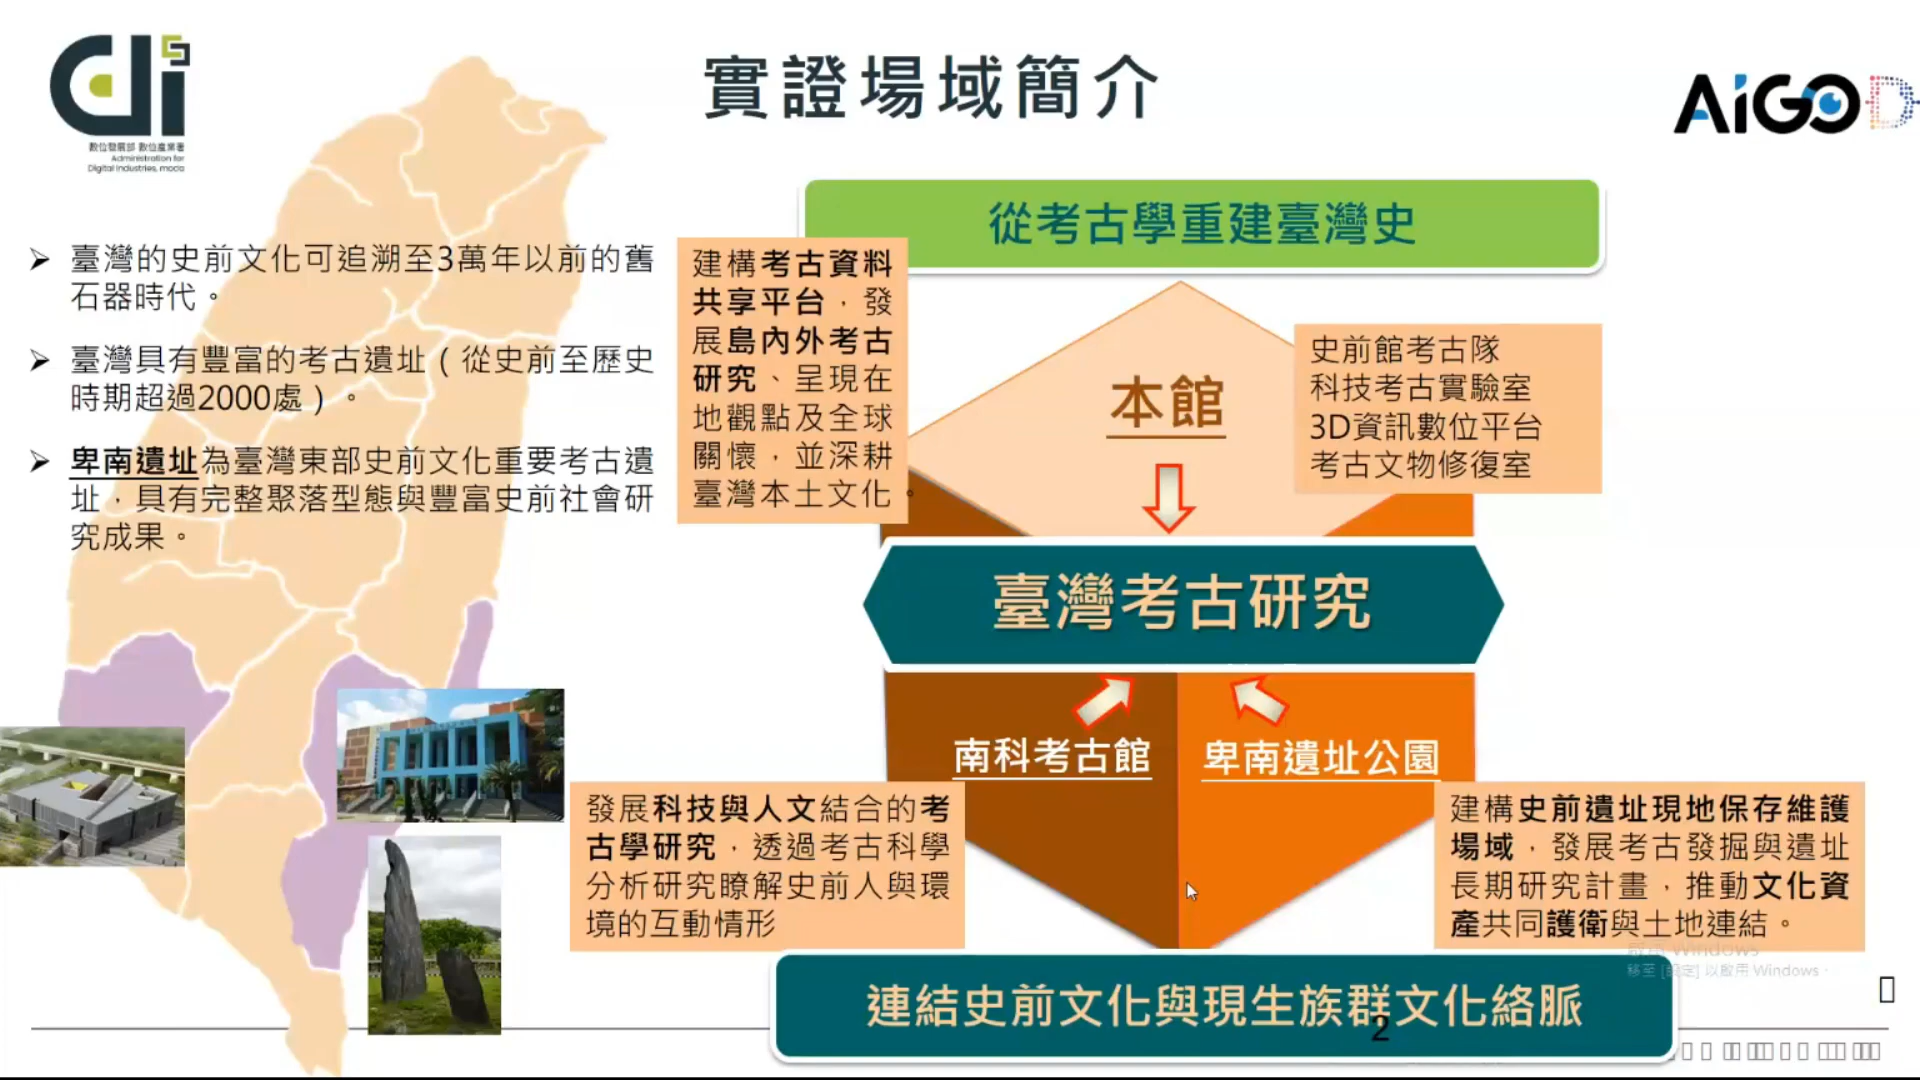 數位發展部 數位產業署
Administration for
Digital Industries, moda
實證場域簡介
AiGO
臺灣的史前文化可追溯至3萬年以前的舊
石器時代。
臺灣具有豐富的考古遺址（從史前至歷史
時期超過2000處）。
卑南遺址為臺灣東部史前文化重要考古遺
址，具有完整聚落型態與豐富史前社會研
究成果。
從考古學重建臺灣史
建構考古資料
共享平台，發
展島內外考古
研究、呈現在
地觀點及全球
關懷，並深耕
臺灣本土文化。
本館
史前館考古隊
科技考古實驗室
3D資訊數位平台
考古文物修復室
臺灣考古研究
南科考古館
卑南遺址公園
發展科技與人文結合的考
古學研究，透過考古科學
分析研究瞭解史前人與環
境的互動情形
建構史前遺址現地保存維護
場域，發展考古發掘與遺址
長期研究計畫，推動文化資
產共同護衛與土地連結。
啟用 Windows
移至 [設定] 以啟用 Windows。
連結史前文化與現生族群文化絡脈
2